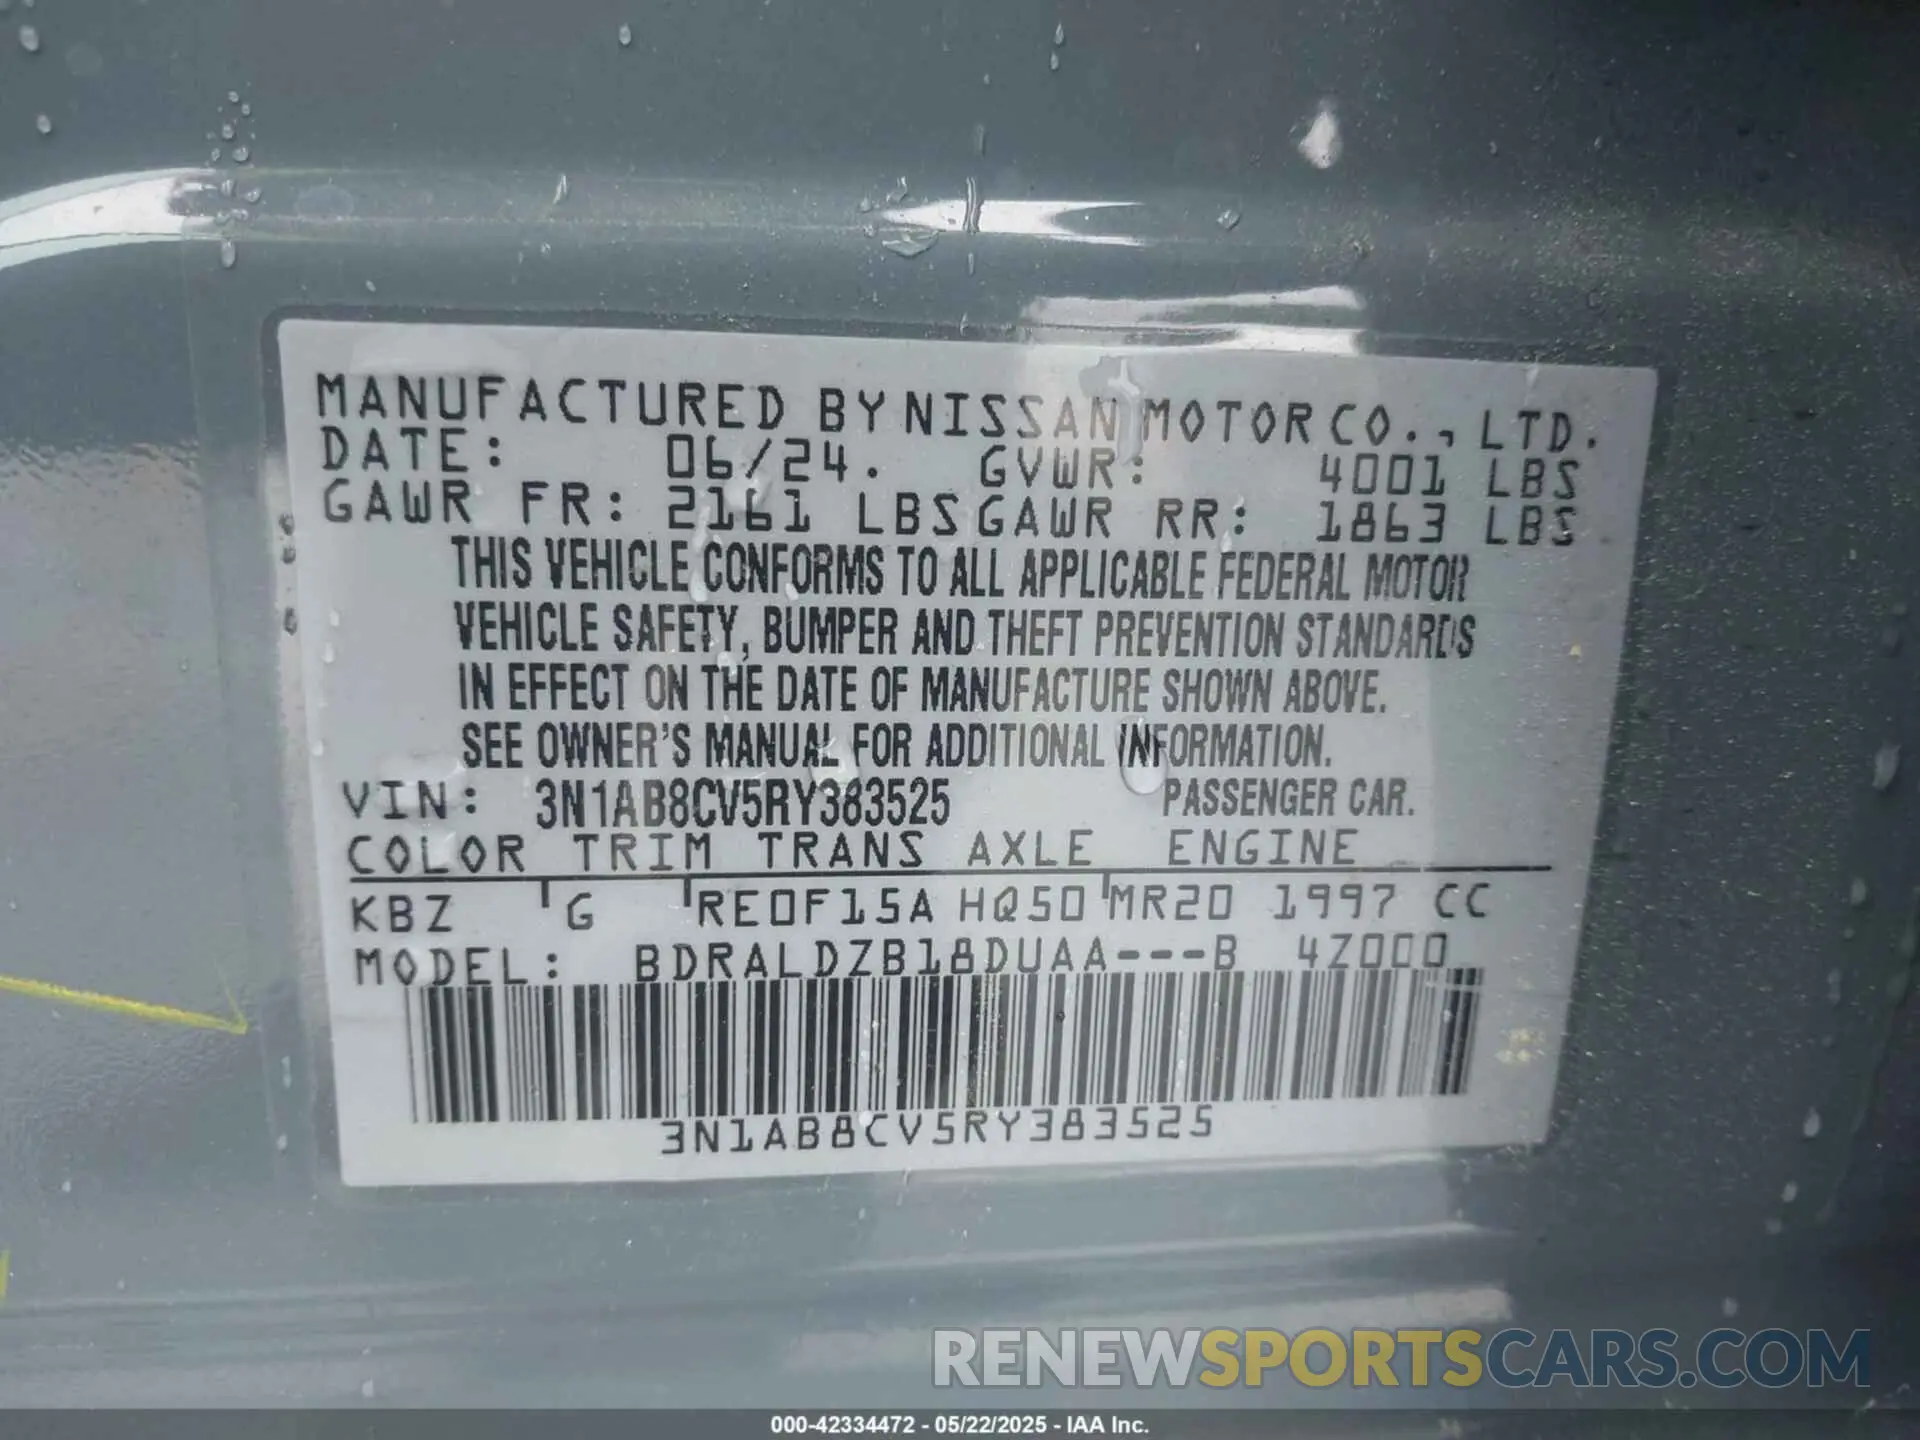 MANUFACTURED BY NISSAN MOTOR CO., LTD.
DATE: 06/24. GVWR: 4001 LBS
GAWR FR: 2161 LBS GAWR RR: 1863 LBS
THIS VEHICLE CONFORMS TO ALL APPLICABLE FEDERAL MOTOR
VEHICLE SAFETY, BUMPER AND THEFT PREVENTION STANDARDS
IN EFFECT ON THE DATE OF MANUFACTURE SHOWN ABOVE.
SEE OWNER'S MANUAL FOR ADDITIONAL INFORMATION.
VIN: 3N1AB8CV5RY383525 PASSENGER CAR.
COLOR TRIM TRANS AXLE ENGINE
KBZ G RE0F15A HQ50 MR20 1997 CC
MODEL: BDRALDZB18DUAA---B 4Z000
3N1AB8CV5RY383525
RENEWSPORTSCARS.COM
000-42334472 - 05/22/2025 - IAA Inc.